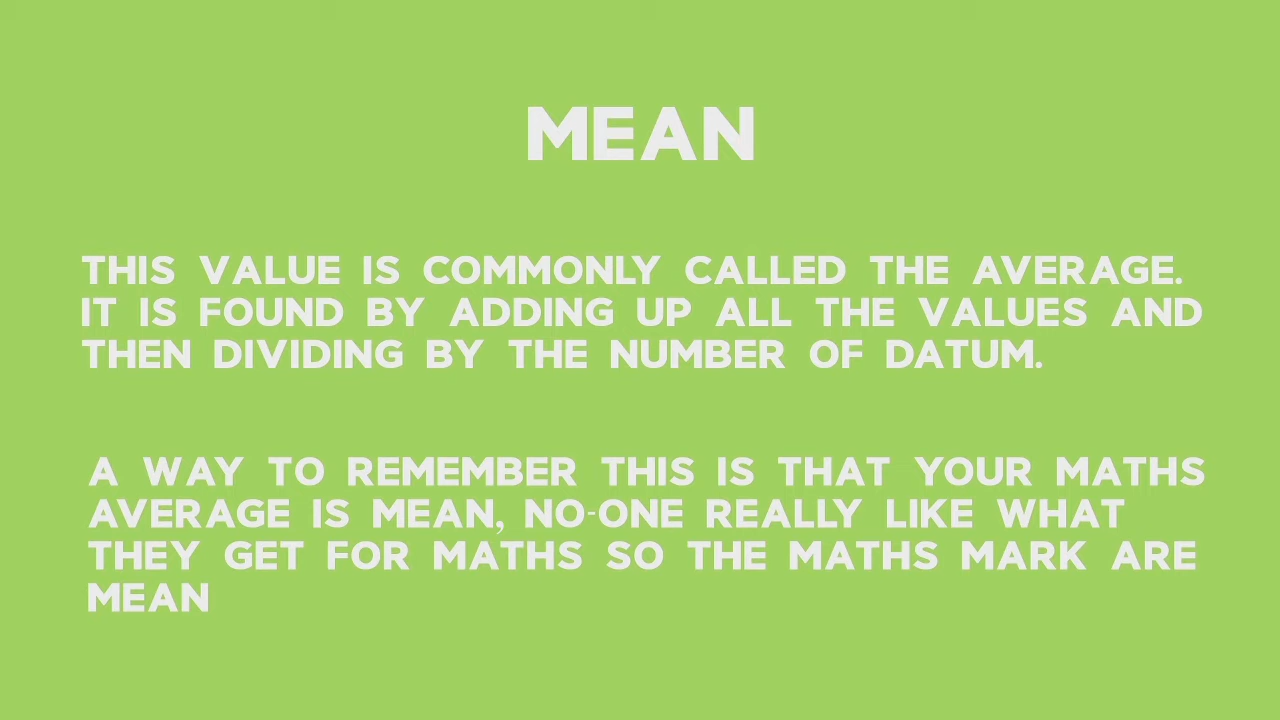 MEAN
THIS VALUE IS COMMONLY CALLED THE AVERAGE.
IT IS FOUND BY ADDING UP ALL THE VALUES AND
THEN DIVIDING BY THE NUMBER OF DATUM.
A WAY TO REMEMBER THIS IS THAT YOUR MATHS
AVERAGE IS MEAN, NO-ONE REALLY LIKE WHAT
THEY GET FOR MATHS SO THE MATHS MARK ARE
MEAN